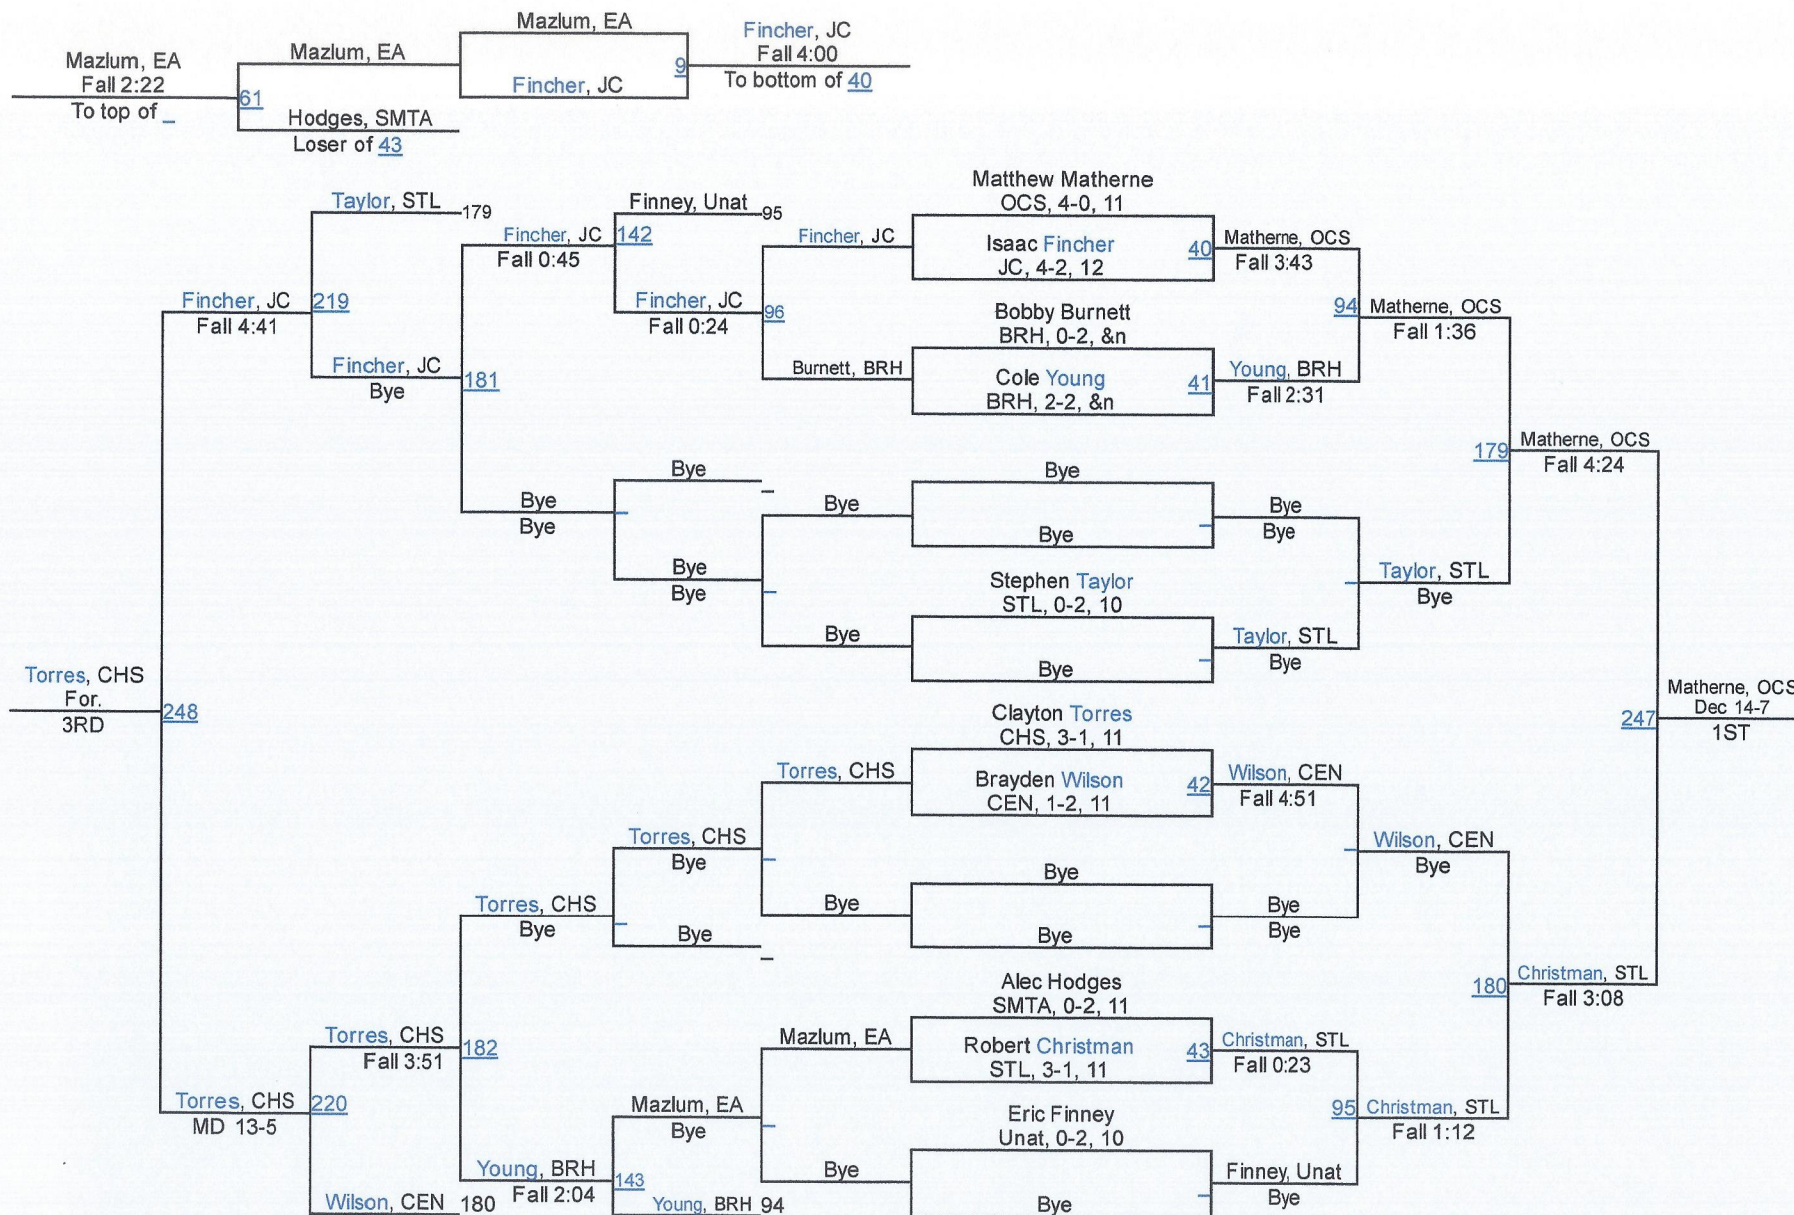 Mazlum, EA
Fall 2:22
To top of _
61
Mazlum, EA
Hodges, SMTA
Loser of 43
Mazlum, EA
Fincher, JC
9
Fincher, JC
Fall 4:00
To bottom of 40
Matthew Matherne
OCS, 4-0, 11
Isaac Fincher
JC, 4-2, 12
40
Matherne, OCS
Fall 3:43
Bobby Burnett
BRH, 0-2, &n
Cole Young
BRH, 2-2, &n
41
Young, BRH
Fall 2:31
94
Matherne, OCS
Fall 1:36
Bye
Bye
Bye
Bye
Stephen Taylor
STL, 0-2, 10
Bye
Taylor, STL
Bye
Taylor, STL
Bye
179
Matherne, OCS
Fall 4:24
Clayton Torres
CHS, 3-1, 11
Brayden Wilson
CEN, 1-2, 11
42
Wilson, CEN
Fall 4:51
Bye
Bye
Bye
Bye
Wilson, CEN
Bye
Alec Hodges
SMTA, 0-2, 11
Robert Christman
STL, 3-1, 11
43
Christman, STL
Fall 0:23
Eric Finney
Unat, 0-2, 10
Bye
Finney, Unat
Bye
95
Christman, STL
Fall 1:12
180
Christman, STL
Fall 3:08
247
Matherne, OCS
Dec 14-7
1ST
Fincher, JC
Burnett, BRH
96
Finney, Unat 95
Fincher, JC
Fall 0:24
142
Fincher, JC
Fall 0:45
Bye
Bye
Bye
Bye
Bye
Bye
Bye
181
Fincher, JC
Bye
Taylor, STL 179
219
Fincher, JC
Fall 4:41
Torres, CHS
Bye
Torres, CHS
Bye
Bye
Torres, CHS
Bye
Mazlum, EA
Bye
Mazlum, EA
Bye
Young, BRH 94
143
Young, BRH
Fall 2:04
182
Torres, CHS
Fall 3:51
Wilson, CEN 180
220
Torres, CHS
MD 13-5
248
Torres, CHS
For.
3RD